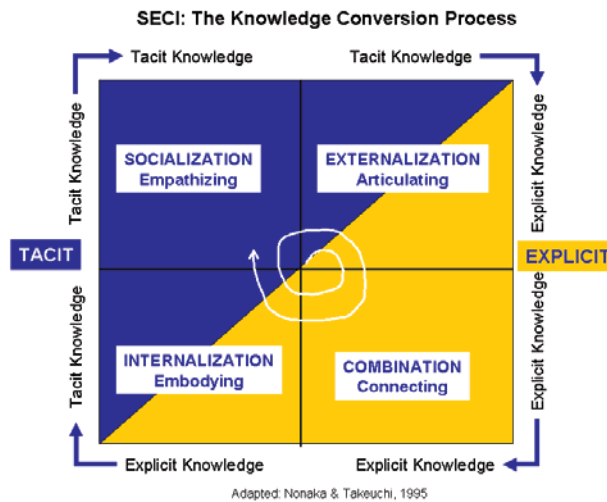 SECI: The Knowledge Conversion Process
Tacit Knowledge
Tacit Knowledge
Tacit Knowledge
Explicit Knowledge
SOCIALIZATION
Empathizing
EXTERNALIZATION
Articulating
TACIT
EXPLICIT
Tacit Knowledge
Explicit Knowledge
INTERNALIZATION
Embodying
COMBINATION
Connecting
Explicit Knowledge
Explicit Knowledge
Adapted: Nonaka & Takeuchi, 1995